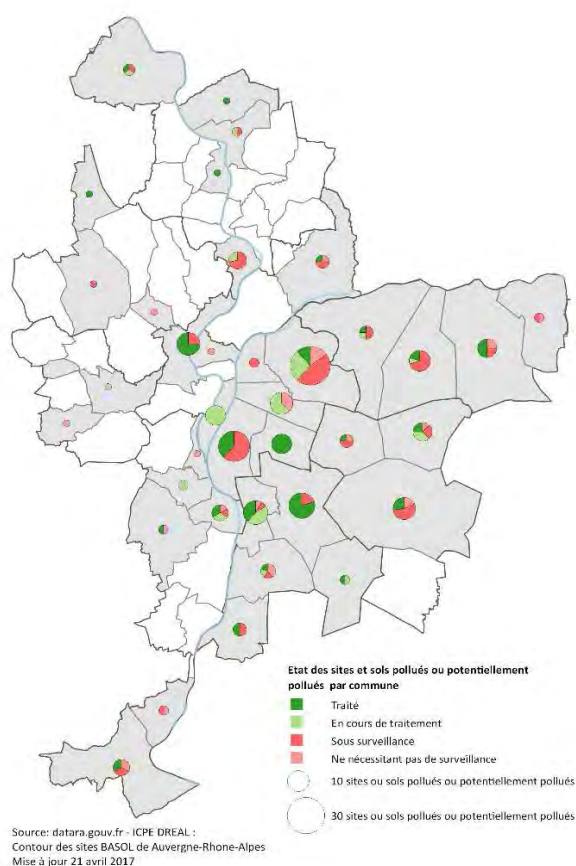 Etat des sites et sols pollués ou potentiellement
pollués par commune
Traité
En cours de traitement
Sous surveillance
Ne nécessitant pas de surveillance
10 sites ou sols pollués ou potentiellement pollués
30 sites ou sols pollués ou potentiellement pollués
Source: datara.gouv.fr - ICPE DREAL :
Contour des sites BASOL de Auvergne-Rhone-Alpes
Mise à jour 21 avril 2017